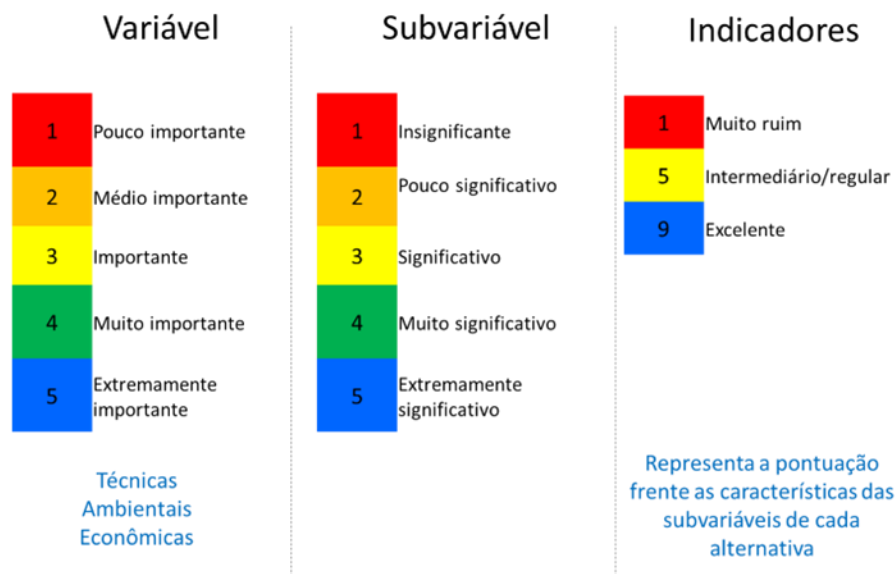 Variável
1
Pouco importante
2
Médio importante
3
Importante
4
Muito importante
5
Extremamente
importante
Técnicas
Ambientais
Econômicas
Subvariável
1
Insignificante
2
Pouco significativo
3
Significativo
4
Muito significativo
5
Extremamente
significativo
Indicadores
1
Muito ruim
5
Intermediário/regular
9
Excelente
Representa a pontuação
frente as características das
subvariáveis de cada
alternativa